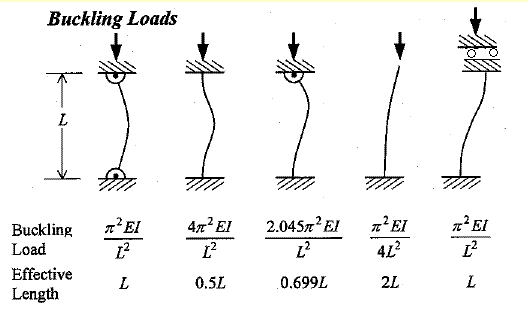 Buckling Loads
L
Buckling Load π²EI/L² 4π²EI/L² 2.045π²EI/L² π²EI/4L² π²EI/L²
Effective Length L 0.5L 0.699L 2L L